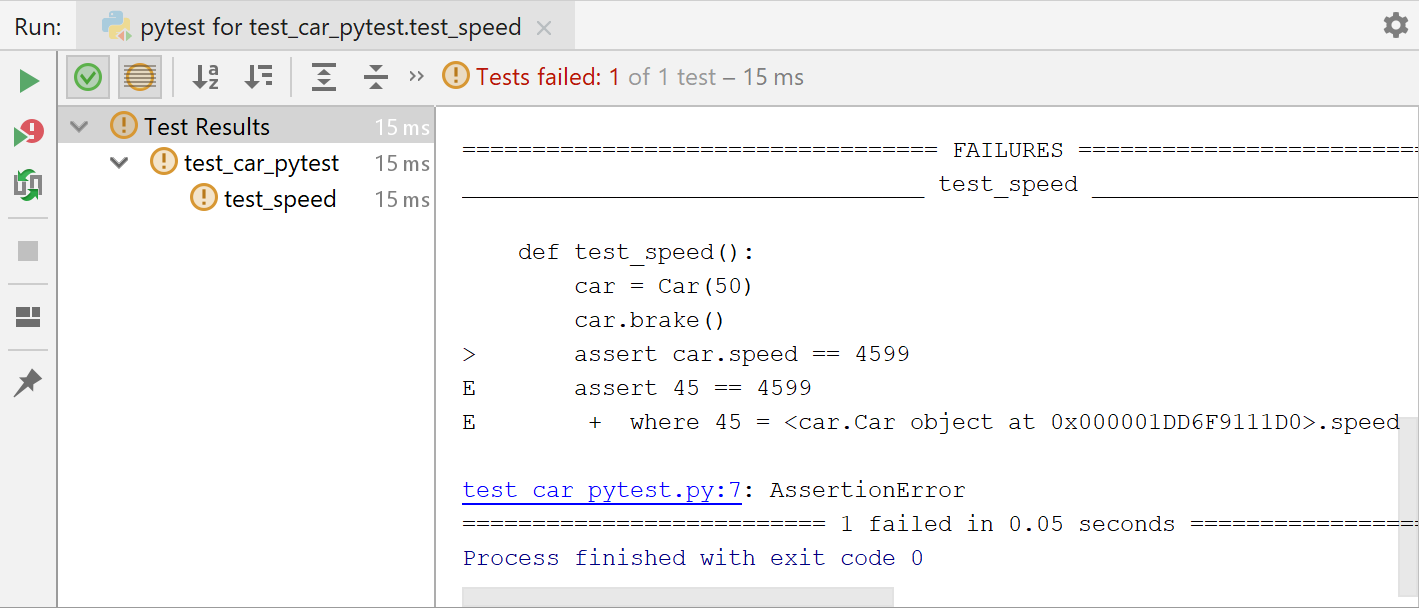 Run: pytest for test_car_pytest.test_speed
Tests failed: 1 of 1 test – 15 ms
Test Results 15 ms
test_car_pytest 15 ms
test_speed 15 ms
================================== FAILURES =========================
_________________________________ test_speed ________________________
def test_speed():
car = Car(50)
car.brake()
> assert car.speed == 4599
E assert 45 == 4599
E + where 45 = <car.Car object at 0x000001DD6F9111D0>.speed
test_car_pytest.py:7: AssertionError
========================== 1 failed in 0.05 seconds =================
Process finished with exit code 0